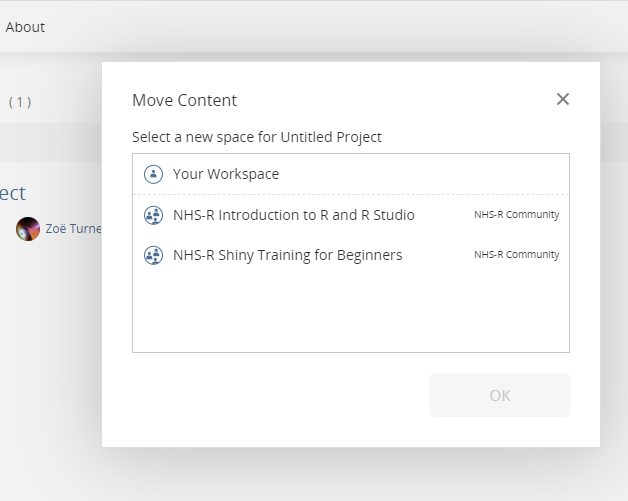 About
( 1 )
ect
Zoë Turne
Move Content
Select a new space for Untitled Project
Your Workspace
NHS-R Introduction to R and R Studio NHS-R Community
NHS-R Shiny Training for Beginners NHS-R Community
OK